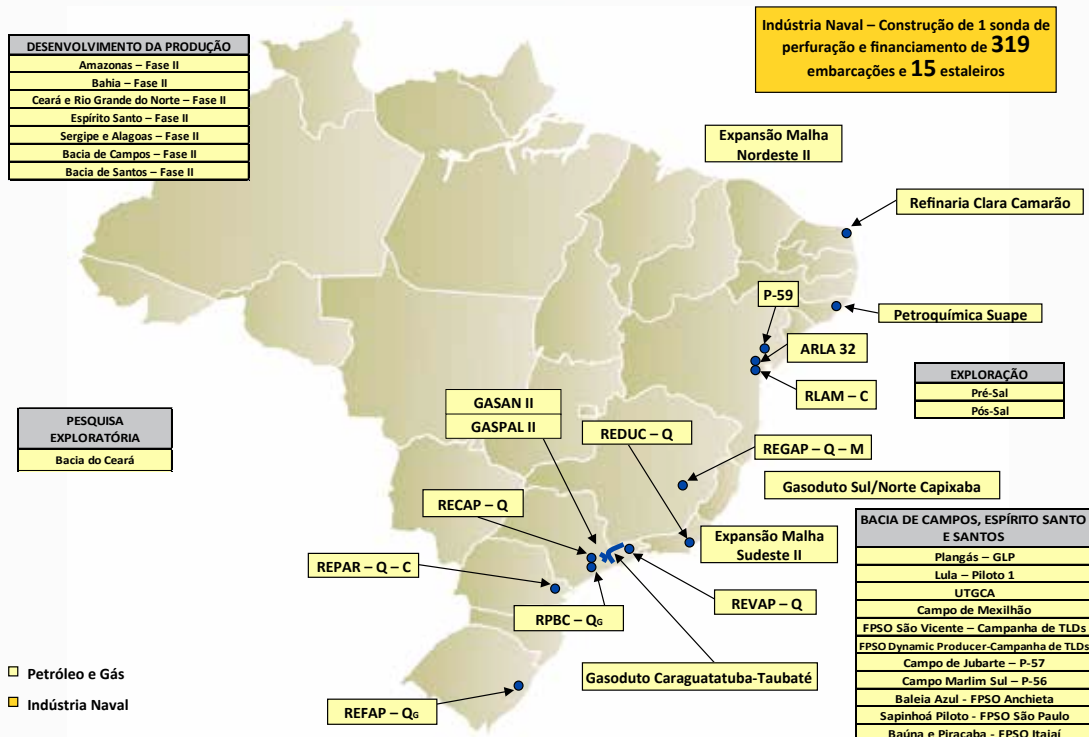 Indústria Naval – Construção de 1 sonda de
perfuração e financiamento de 319
embarcações e 15 estaleiros
DESENVOLVIMENTO DA PRODUÇÃO
Amazonas – Fase II
Bahia – Fase II
Ceará e Rio Grande do Norte – Fase II
Espírito Santo – Fase II
Sergipe e Alagoas – Fase II
Bacia de Campos – Fase II
Bacia de Santos – Fase II
Expansão Malha
Nordeste II
Refinaria Clara Camarão
P-59
Petroquímica Suape
ARLA 32
RLAM – C
EXPLORAÇÃO
Pré-Sal
Pós-Sal
PESQUISA
EXPLORATÓRIA
Bacia do Ceará
GASAN II
GASPAL II
REDUC – Q
REGAP – Q – M
Gasoduto Sul/Norte Capixaba
RECAP – Q
Expansão Malha
Sudeste II
REPAR – Q – C
RPBC – QG
REVAP – Q
Gasoduto Caraguatatuba-Taubaté
REFAP – QG
BACIA DE CAMPOS, ESPÍRITO SANTO
E SANTOS
Plangás – GLP
Lula – Piloto 1
UTGCA
Campo de Mexilhão
FPSO São Vicente – Campanha de TLDs
FPSO Dynamic Producer-Campanha de TLDs
Campo de Jubarte – P-57
Campo Marlim Sul – P-56
Baleia Azul - FPSO Anchieta
Sapinhoá Piloto - FPSO São Paulo
Baúna e Piracaba - FPSO Itajaí
Petróleo e Gás
Indústria Naval